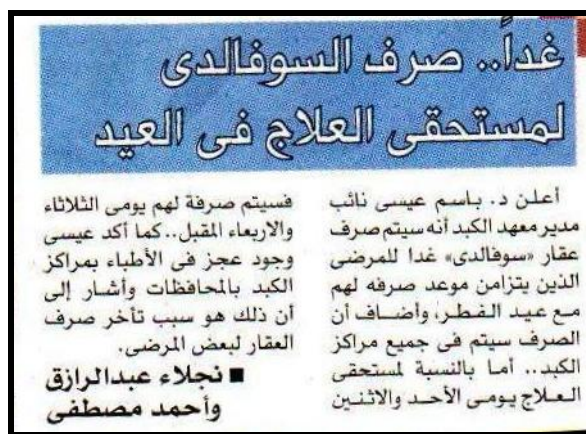 غداً.. صرف السوفالدى
لمستحقى العلاج فى العيد
أعلن د. باسم عيسى نائب
مدير معهد الكبد أنه سيتم صرف
عقار «سوفالدى» غدا للمرضى
الذين يتزامن موعد صرفه لهم
مع عيد الفطر، وأضاف أن
الصرف سيتم فى جميع مراكز
الكبد.. أما بالنسبة لمستحقى
العلاج يومى الأحد والاثنين
فسيتم صرفة لهم يومى الثلاثاء
والاربعاء المقبل.. كما أكد عيسى
وجود عجز فى الأطباء بمراكز
الكبد بالمحافظات وأشار إلى
أن ذلك هو سبب تأخر صرف
العقار لبعض المرضى.
■ نجلاء عبدالرازق
وأحمد مصطفى